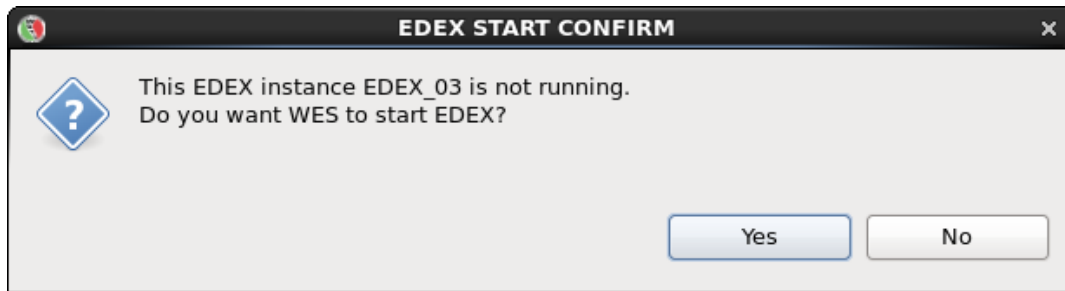 EDEX START CONFIRM
This EDEX instance EDEX_03 is not running.
Do you want WES to start EDEX?
Yes No